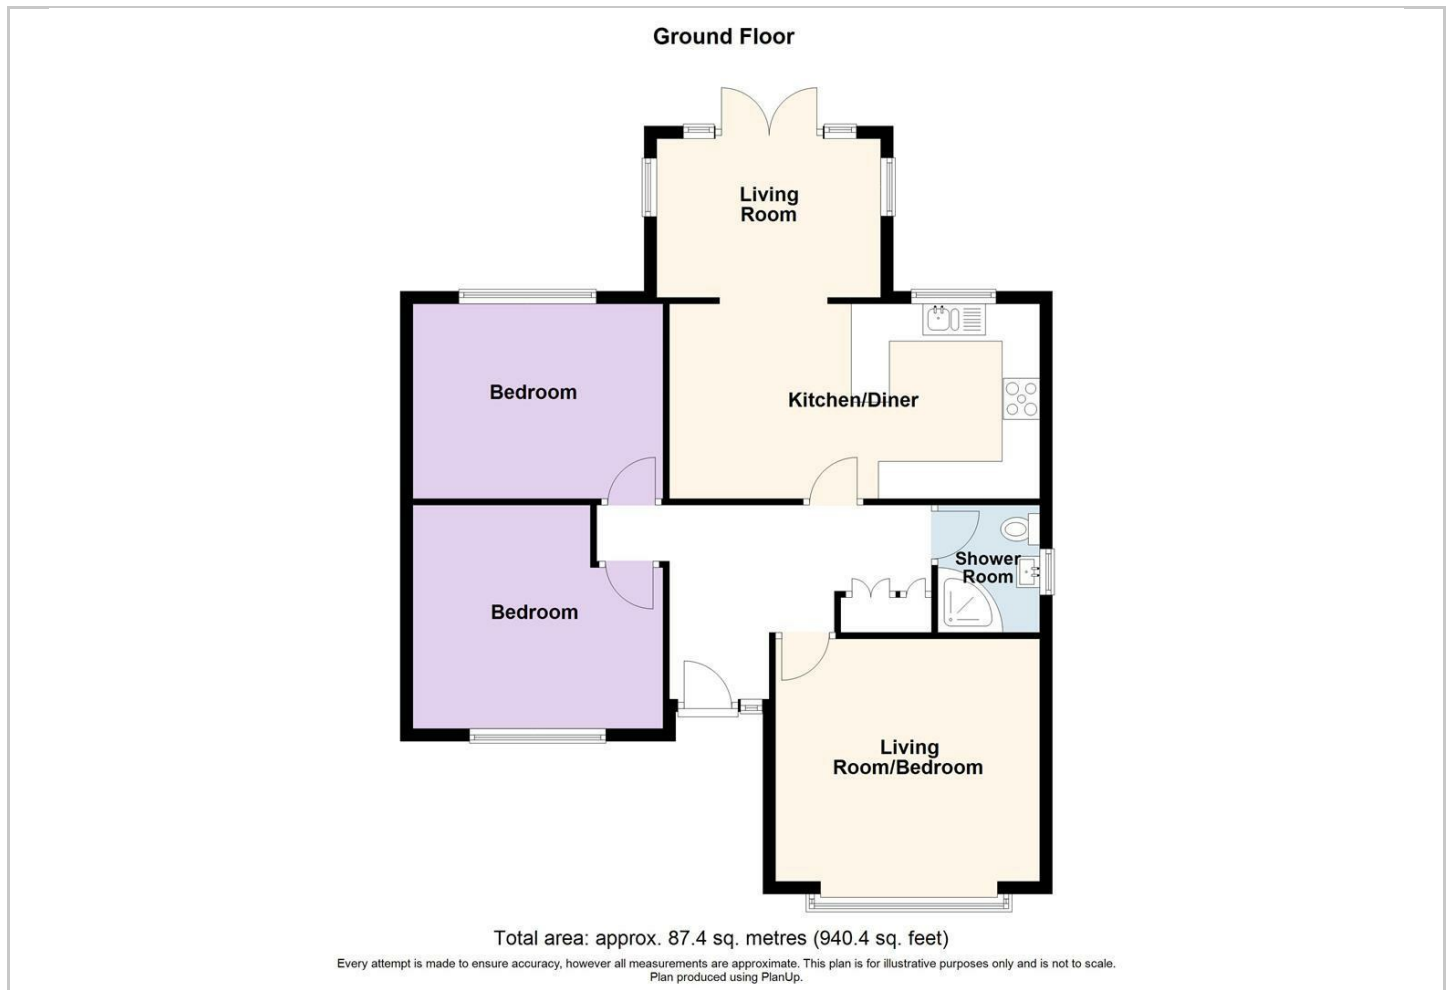 Ground Floor
Living
Room
Bedroom
Kitchen/Diner
Bedroom
Shower
Room
Living
Room/Bedroom
Total area: approx. 87.4 sq. metres (940.4 sq. feet)
Every attempt is made to ensure accuracy, however all measurements are approximate. This plan is for illustrative purposes only and is not to scale.
Plan produced using PlanUp.